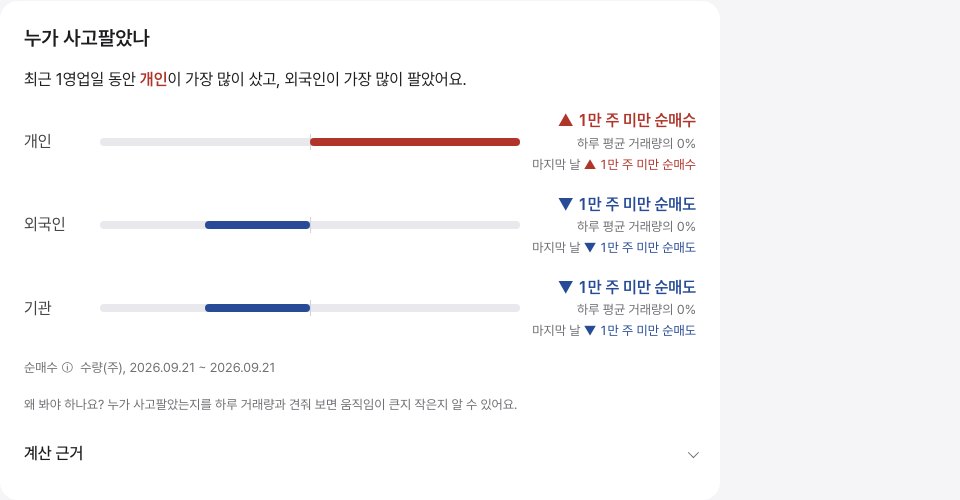 누가 사고팔았나
최근 1영업일 동안 개인이 가장 많이 샀고, 외국인이 가장 많이 팔았어요.
개인
▲ 1만 주 미만 순매수
하루 평균 거래량의 0%
마지막 날 ▲ 1만 주 미만 순매수
외국인
▼ 1만 주 미만 순매도
하루 평균 거래량의 0%
마지막 날 ▼ 1만 주 미만 순매도
기관
▼ 1만 주 미만 순매도
하루 평균 거래량의 0%
마지막 날 ▼ 1만 주 미만 순매도
순매수 ⓘ 수량(주), 2026.09.21 ~ 2026.09.21
왜 봐야 하나요? 누가 사고팔았는지를 하루 거래량과 견줘 보면 움직임이 큰지 작은지 알 수 있어요.
계산 근거